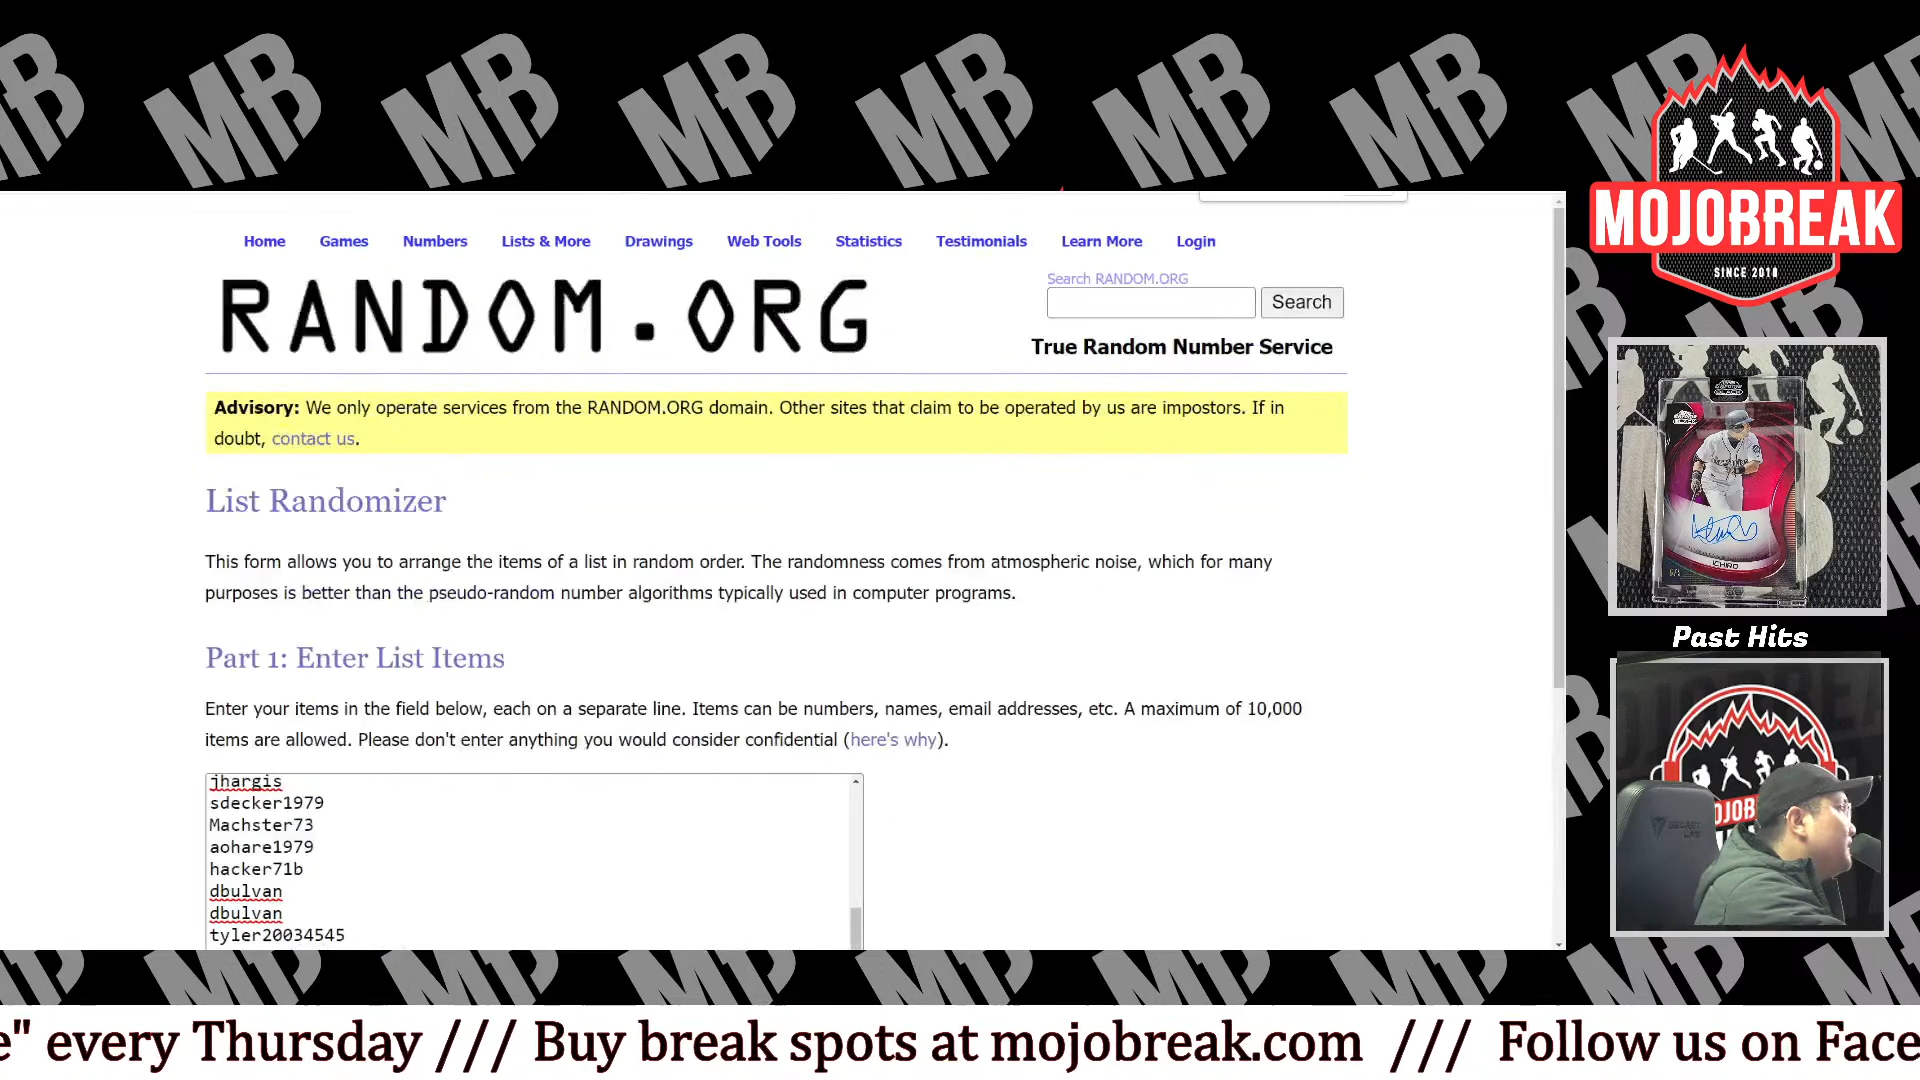 MB MB MB MB MB MB MB
Home Games Numbers Lists & More Drawings Web Tools Statistics Testimonials Learn More Login
RANDOM.ORG
Search RANDOM.ORG
Search
True Random Number Service
Advisory: We only operate services from the RANDOM.ORG domain. Other sites that claim to be operated by us are impostors. If in
doubt, contact us.
List Randomizer
This form allows you to arrange the items of a list in random order. The randomness comes from atmospheric noise, which for many
purposes is better than the pseudo-random number algorithms typically used in computer programs.
Part 1: Enter List Items
Enter your items in the field below, each on a separate line. Items can be numbers, names, email addresses, etc. A maximum of 10,000
items are allowed. Please don't enter anything you would consider confidential (here's why).
jhargis
sdecker1979
Machster73
aohare1979
hacker71b
dbulvan
dbulvan
tyler20034545
MOJOBREAK
SINCE 2010
ICHIRO
Past Hits
SECRET LAB
e" every Thursday /// Buy break spots at mojobreak.com /// Follow us on Face